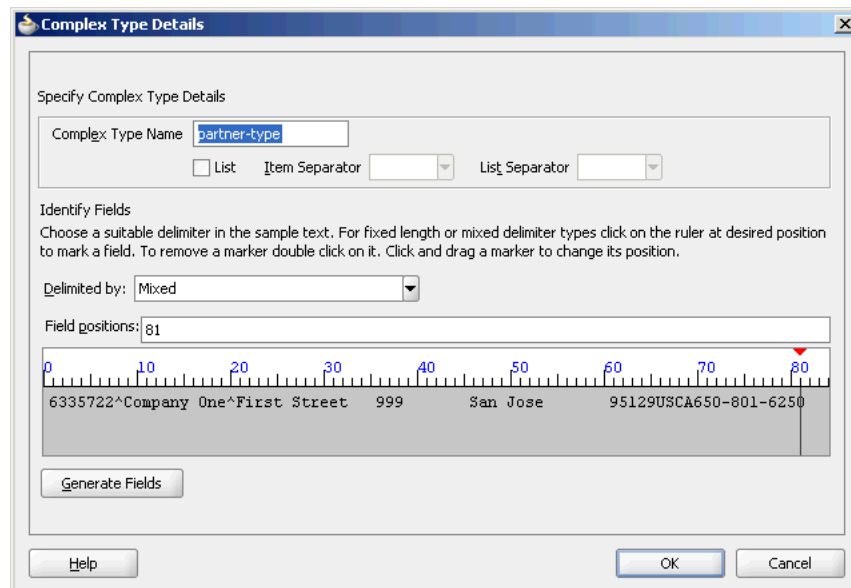 Complex Type Details
Specify Complex Type Details
Complex Type Name partner-type
List Item Separator List Separator
Identify Fields
Choose a suitable delimiter in the sample text. For fixed length or mixed delimiter types click on the ruler at desired position
to mark a field. To remove a marker double click on it. Click and drag a marker to change its position.
Delimited by: Mixed
Field positions: 81
0 10 20 30 40 50 60 70 80
6335722^Company One^First Street 999 San Jose 95129USCA650-801-6250
Generate Fields
Help OK Cancel